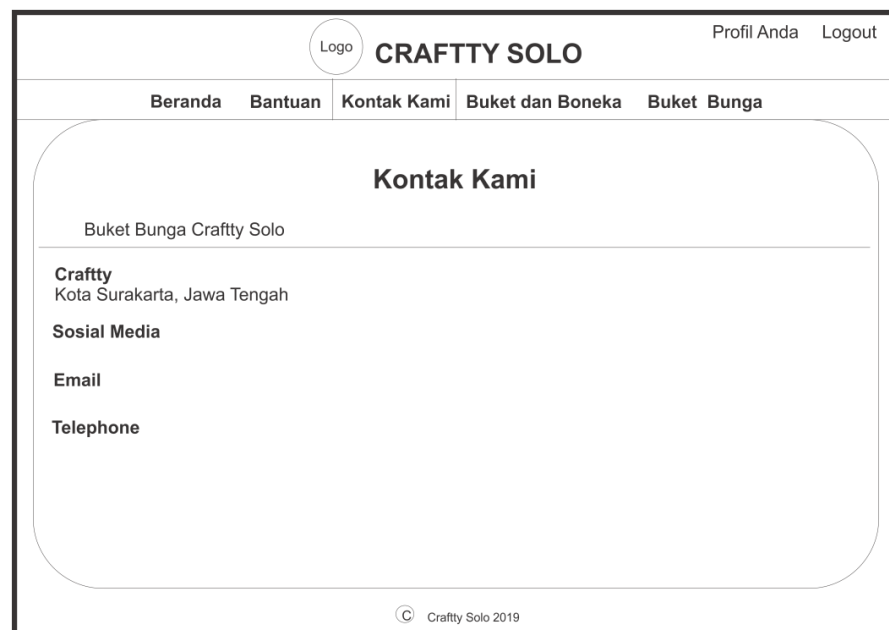 Profil Anda Logout
Logo CRAFTTY SOLO
Beranda Bantuan Kontak Kami Buket dan Boneka Buket Bunga
Kontak Kami
Buket Bunga Craftty Solo
Craftty
Kota Surakarta, Jawa Tengah
Sosial Media
Email
Telephone
C Craftty Solo 2019